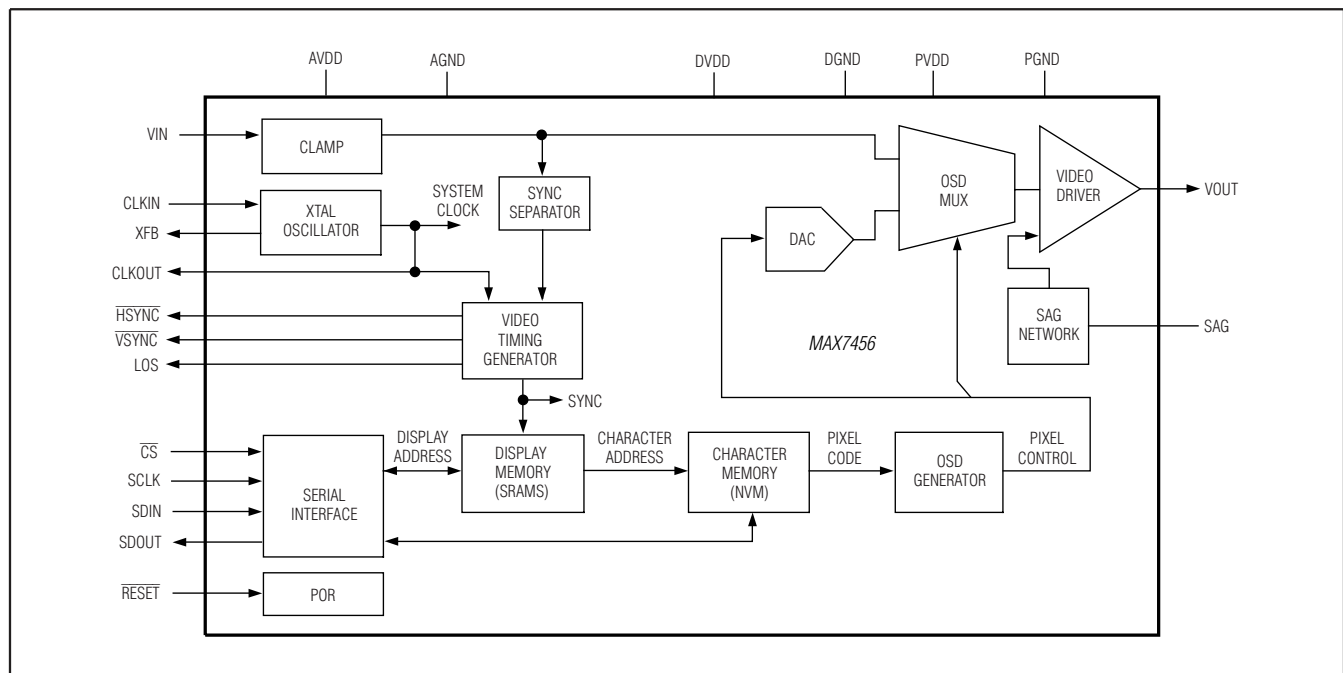 AVDD
AGND
DVDD
DGND
PVDD
PGND
VIN
CLAMP
CLKIN
XFB
XTAL
OSCILLATOR
SYSTEM
CLOCK
SYNC
SEPARATOR
CLKOUT
HSYNC
VSYNC
LOS
VIDEO
TIMING
GENERATOR
SYNC
DAC
OSD
MUX
VIDEO
DRIVER
VOUT
SAG
NETWORK
SAG
MAX7456
CS
SCLK
SDIN
SDOUT
SERIAL
INTERFACE
DISPLAY
ADDRESS
DISPLAY
MEMORY
(SRAMS)
CHARACTER
ADDRESS
CHARACTER
MEMORY
(NVM)
PIXEL
CODE
OSD
GENERATOR
PIXEL
CONTROL
RESET
POR